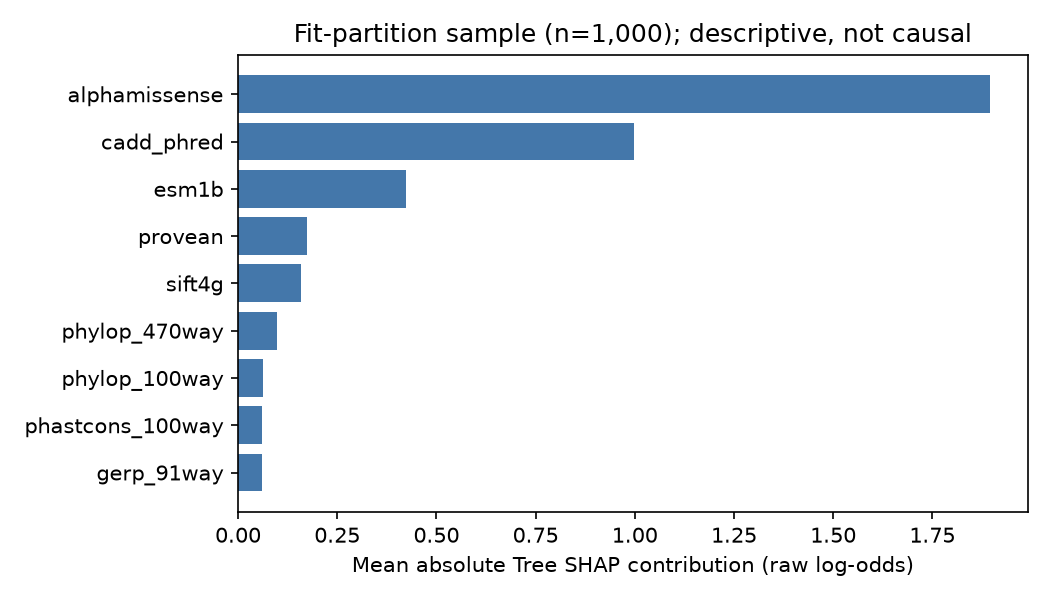 Fit-partition sample (n=1,000); descriptive, not causal
alphamissense
cadd_phred
esm1b
provean
sift4g
phylop_470way
phylop_100way
phastcons_100way
gerp_91way
0.00 0.25 0.50 0.75 1.00 1.25 1.50 1.75
Mean absolute Tree SHAP contribution (raw log-odds)